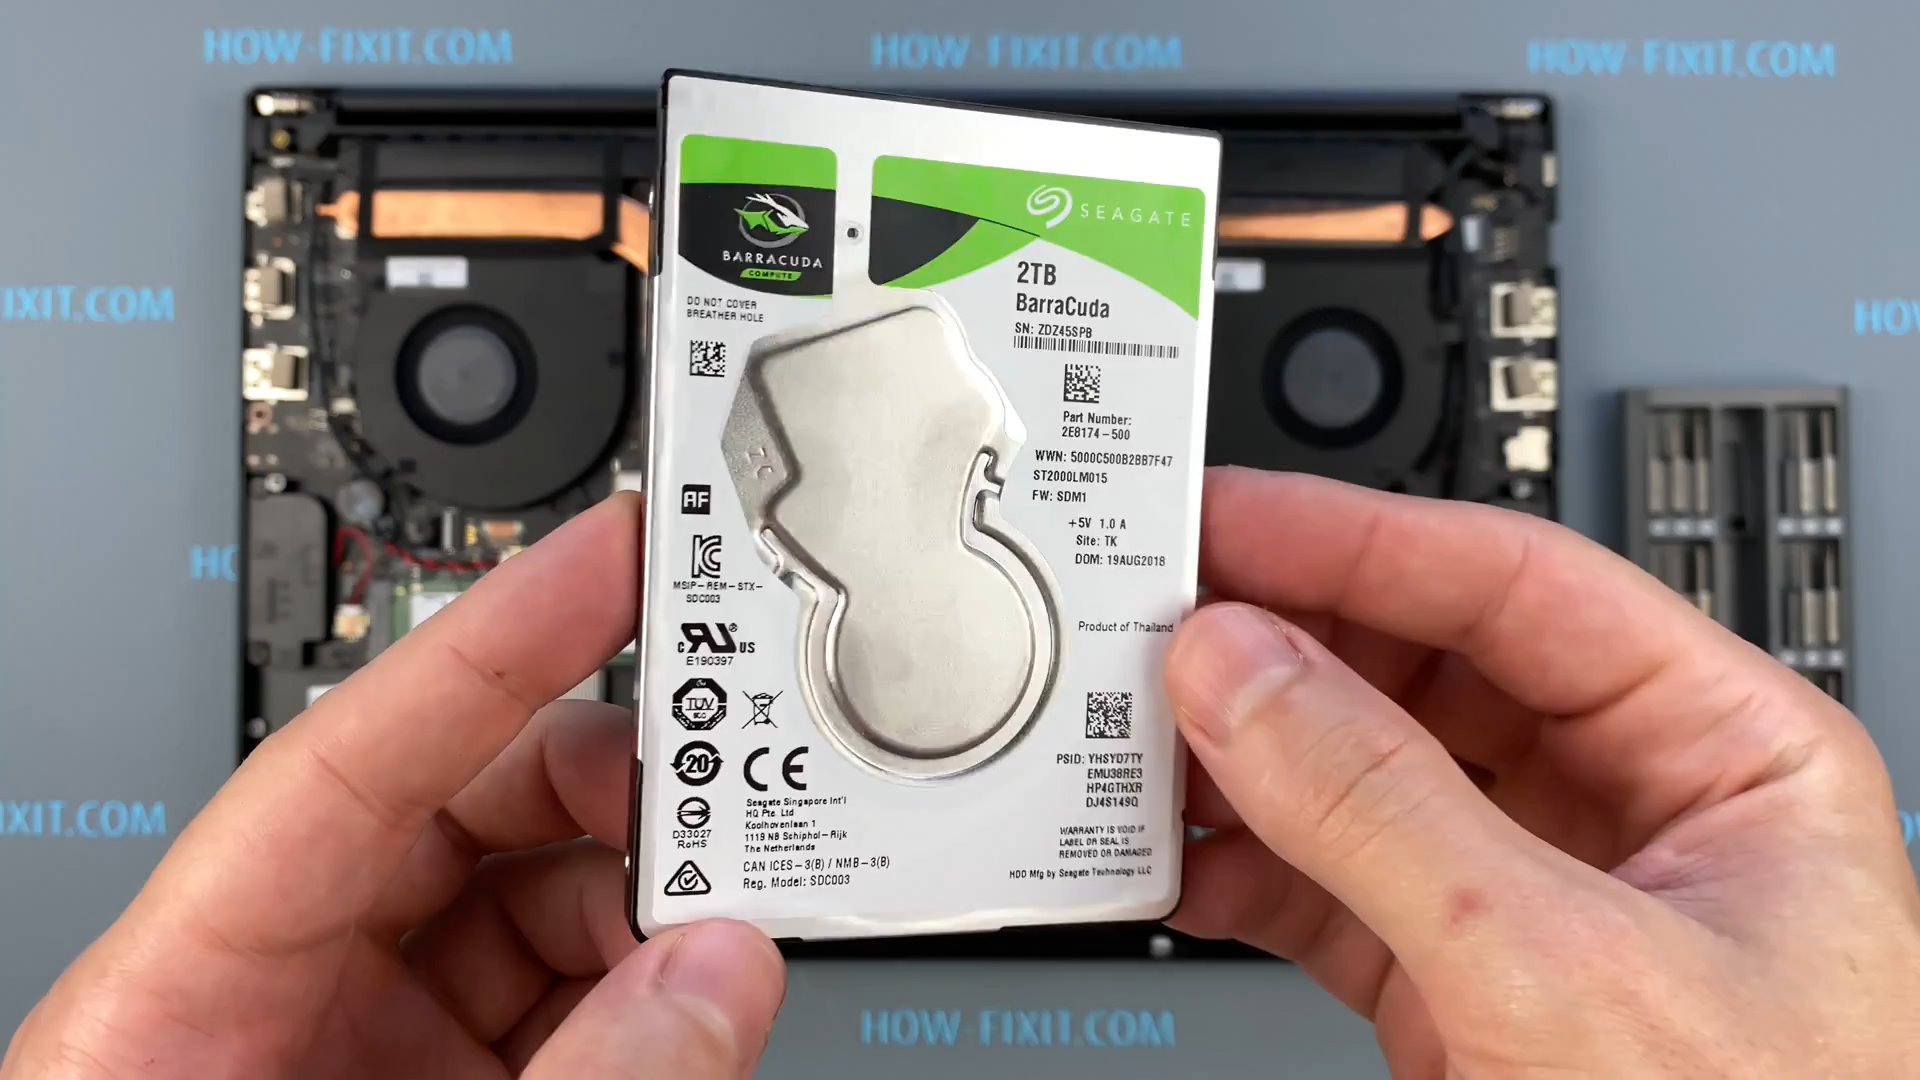 HOW-FIXIT.COM
HOW-FIXIT.COM
HOW-FIXIT.COM
IXIT.COM
HOW
HO
XIT.COM
HOW-FIXIT.COM
BARRACUDA
COMPUTE
SEAGATE
DO NOT COVER
BREATHER HOLE
2TB
BarraCuda
SN: ZDZ45SPB
Part Number:
2E8174-500
WWN: 5000C500B2BB7F47
ST2000LM015
FW: SDM1
+5V 1.0 A
Site: TK
DOM: 19AUG2018
Product of Thailand
AF
MSIP-REM-STX-
SDC003
c RU ® US
E190397
TÜV
20
CE
Seagate Singapore Int'l
HQ Pte. Ltd
Koolhovenlaan 1
1119 NB Schiphol-Rijk
The Netherlands
D33027
RoHS
CAN ICES-3(B) / NMB-3(B)
Reg. Model: SDC003
PSID: YHSYD7TY
EMU38RE3
HP4GTHXR
DJ4S149Q
WARRANTY IS VOID IF
LABEL OR SEAL IS
REMOVED OR DAMAGED
HDD Mfg by Seagate Technology LLC